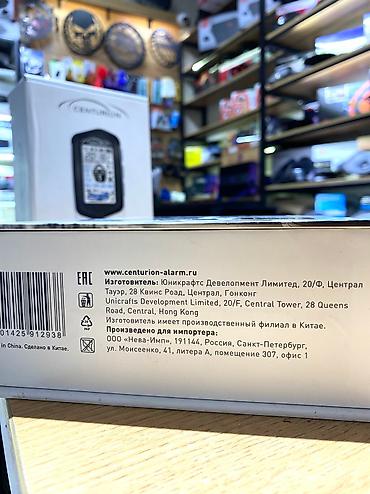 CENTURION
www.centurion-alarm.ru
Изготовитель: Юникрафтс Девелопмент Лимитед, 20/Ф, Централ
Тауэр, 28 Квинс Роад, Централ, Гонконг
Unicrafts Development Limited, 20/F, Central Tower, 28 Queens
Road, Central, Hong Kong
Изготовитель имеет производственный филиал в Китае.
Произведено для импортера:
ООО «Нева-Имп», 191144, Россия, Санкт-Петербург,
ул. Моисеенко, 41, литера А, помещение 307, офис 1
EAC
01425 912938
in China. Сделано в Китае.